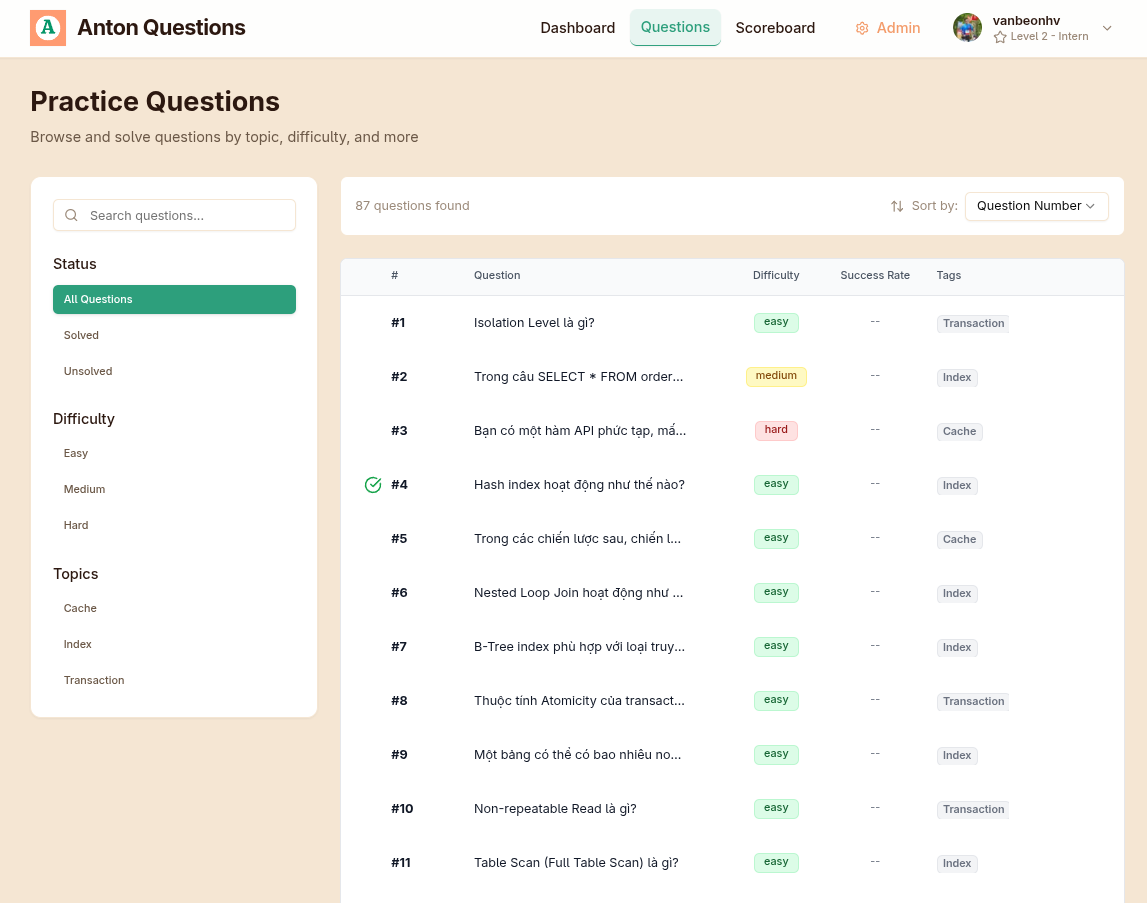 A Anton Questions
Dashboard Questions Scoreboard Admin
vanbeonhv
Level 2 - Intern
Practice Questions
Browse and solve questions by topic, difficulty, and more
Search questions...
Status
All Questions
Solved
Unsolved
Difficulty
Easy
Medium
Hard
Topics
Cache
Index
Transaction
87 questions found
Sort by: Question Number
# Question Difficulty Success Rate Tags
#1 Isolation Level là gì? easy -- Transaction
#2 Trong câu SELECT * FROM order... medium -- Index
#3 Bạn có một hàm API phức tạp, mấ... hard -- Cache
#4 Hash index hoạt động như thế nào? easy -- Index
#5 Trong các chiến lược sau, chiến l... easy -- Cache
#6 Nested Loop Join hoạt động như ... easy -- Index
#7 B-Tree index phù hợp với loại truy... easy -- Index
#8 Thuộc tính Atomicity của transact... easy -- Transaction
#9 Một bảng có thể có bao nhiêu no... easy -- Index
#10 Non-repeatable Read là gì? easy -- Transaction
#11 Table Scan (Full Table Scan) là gì? easy -- Index